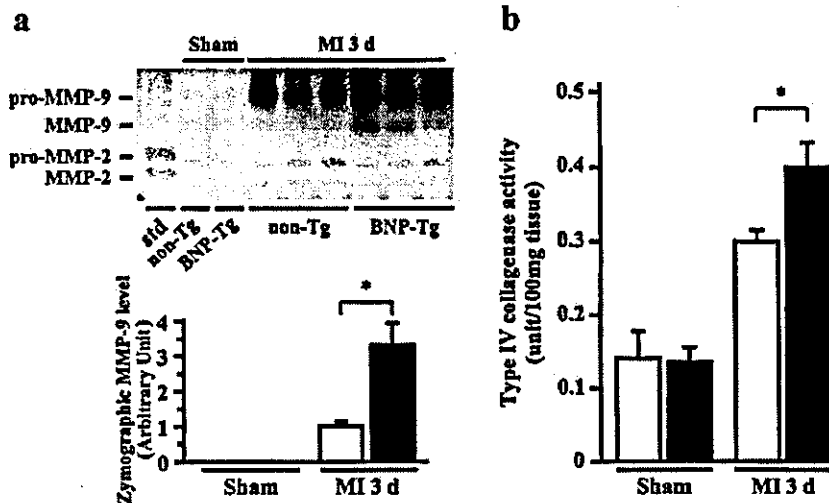 a
Sham MI 3 d
pro-MMP-9
MMP-9
pro-MMP-2
MMP-2
std
non-Tg
BNP-Tg
non-Tg BNP-Tg
Zymographic MMP-9 level
(Arbitrary Unit)
4
3
2
1
0
*
Sham MI 3 d
b
Type IV collagenase activity
(unit/100mg tissue)
0.5
0.4
0.3
0.2
0.1
0
*
Sham MI 3 d